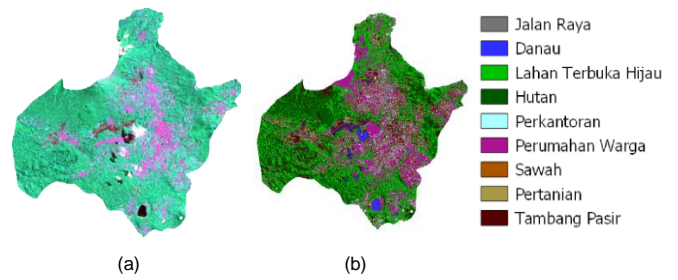 Jalan Raya
Danau
Lahan Terbuka Hijau
Hutan
Perkantoran
Perumahan Warga
Sawah
Pertanian
Tambang Pasir
(a)
(b)